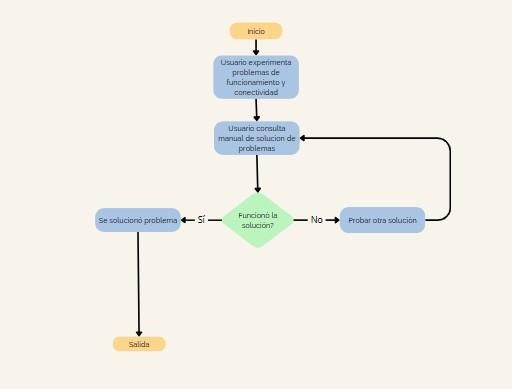 Inicio
Usuario experimenta
problemas de
funcionamiento y
conectividad
Usuario consulta
manual de solucion de
problemas
Funcionó la
solución?
Sí
No
Se solucionó problema
Probar otra solución
Salida